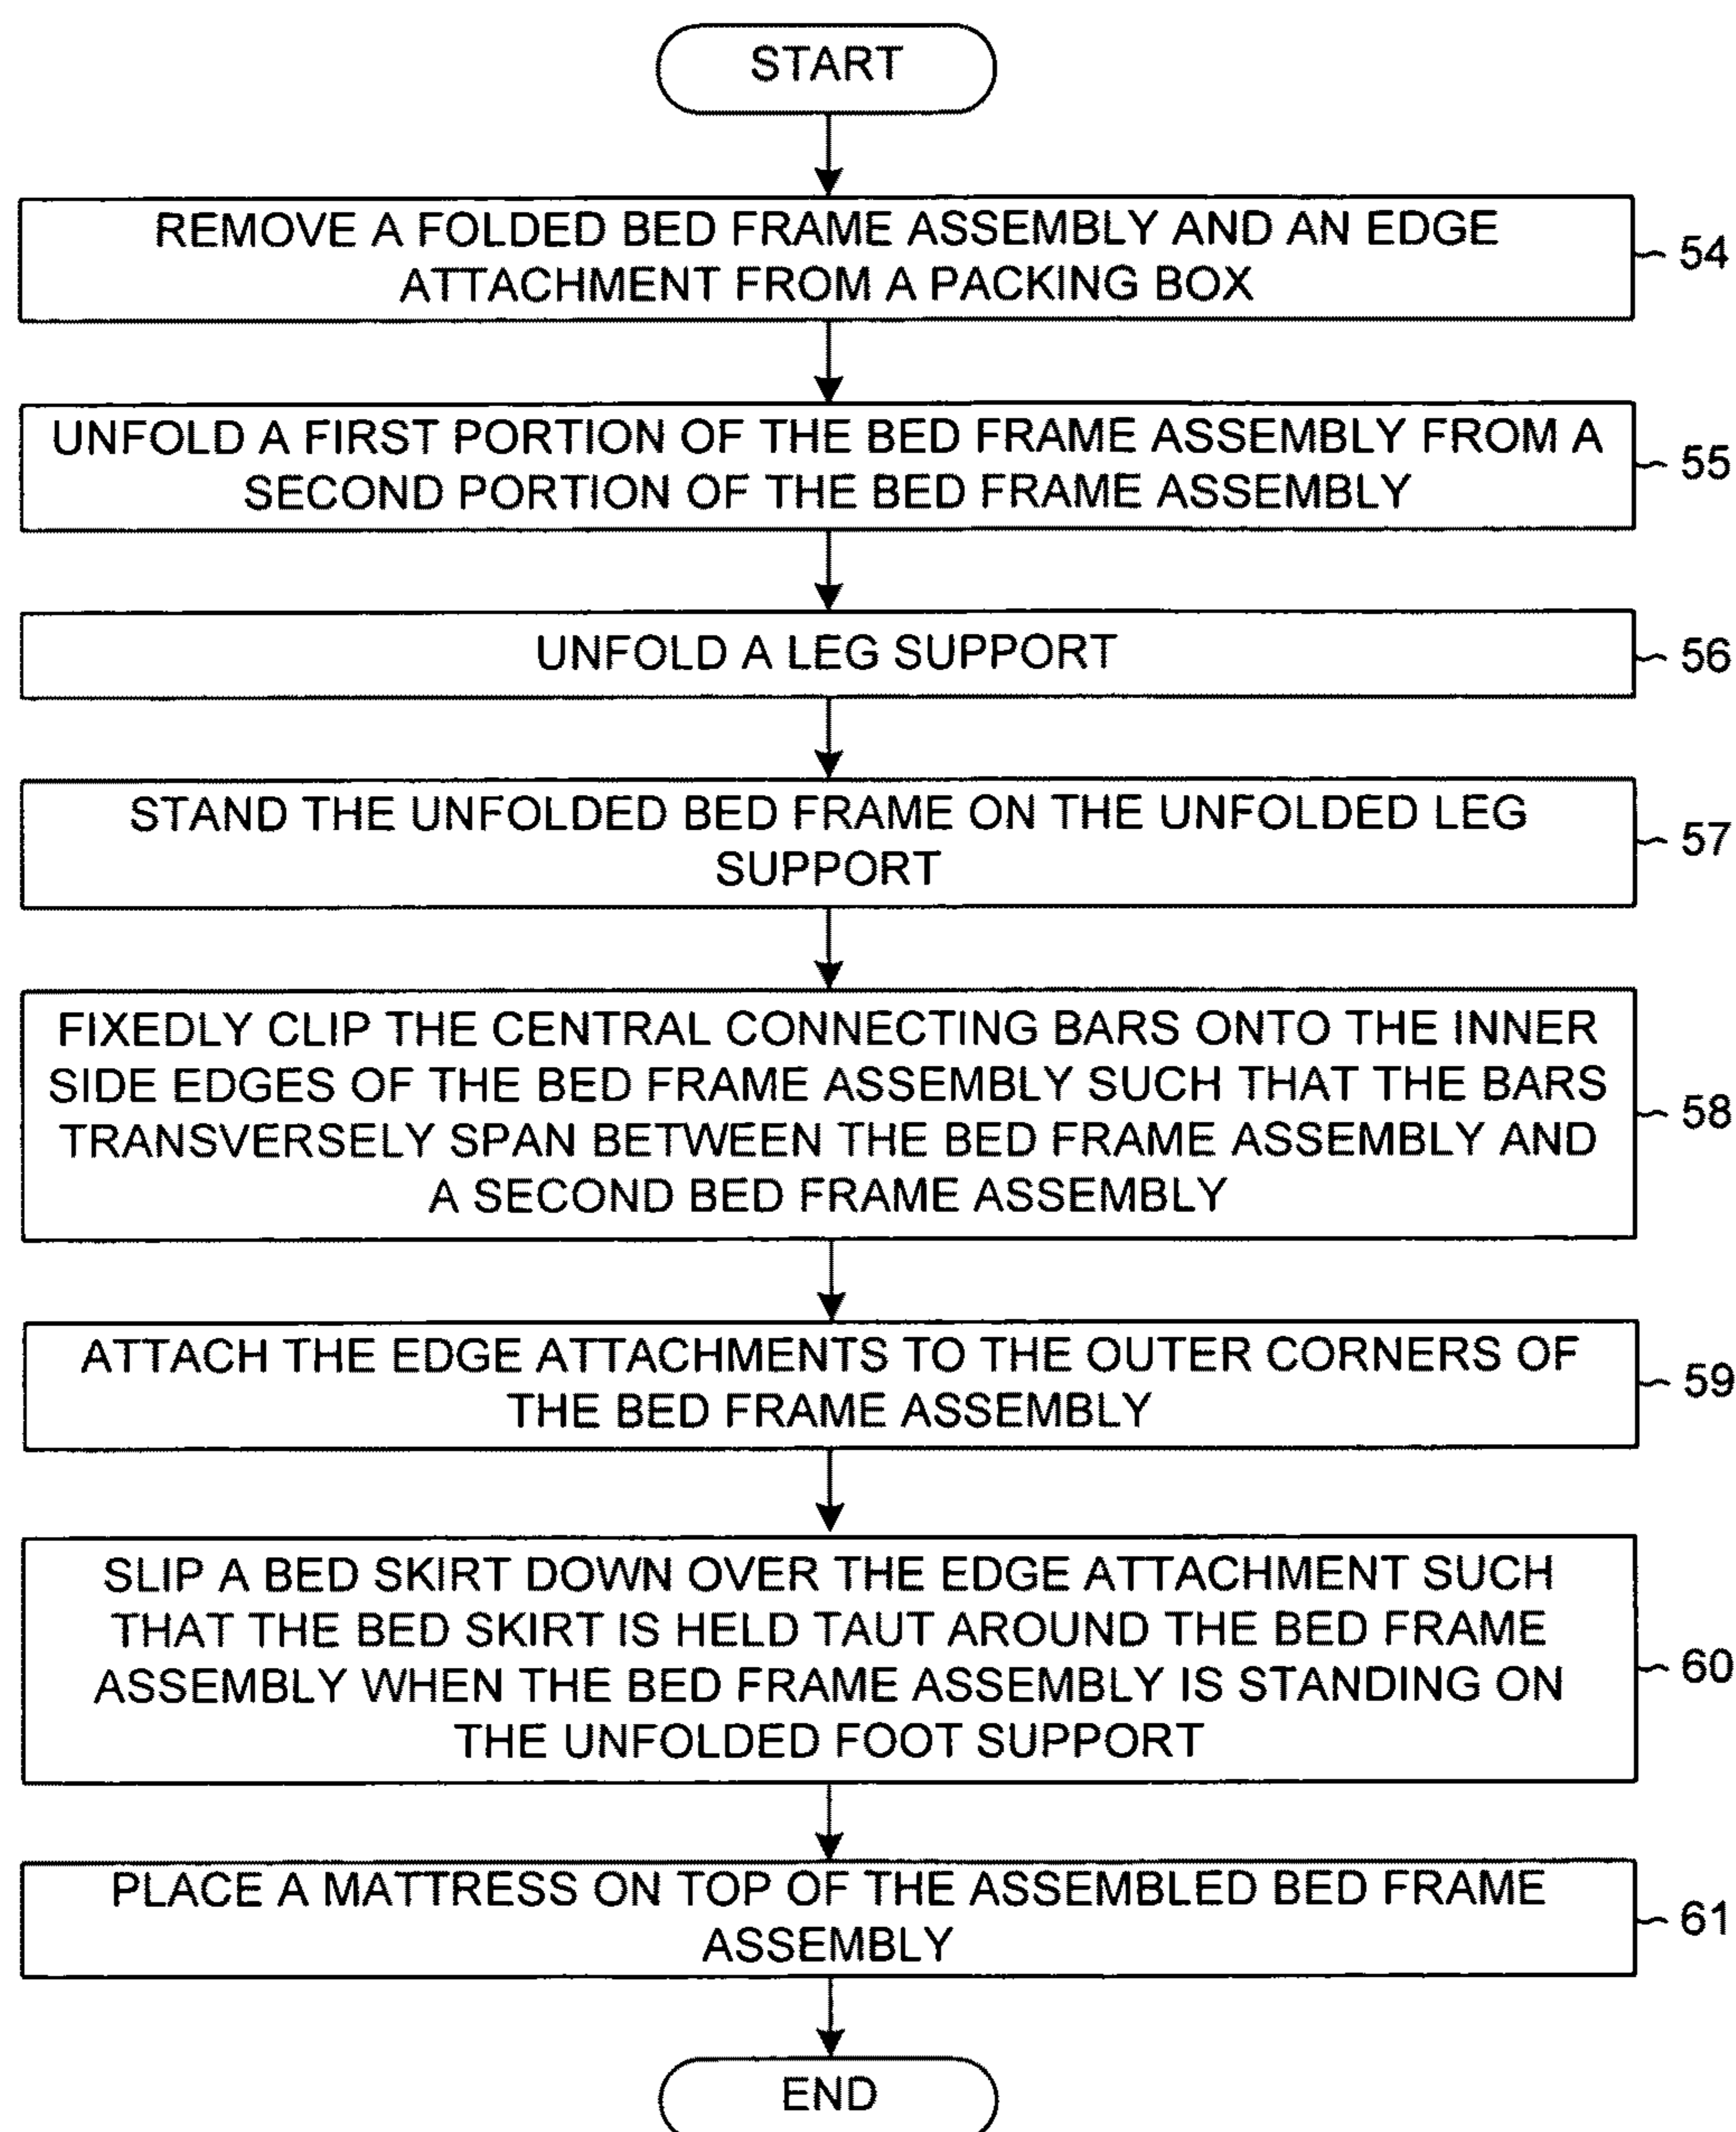 START
REMOVE A FOLDED BED FRAME ASSEMBLY AND AN EDGE
ATTACHMENT FROM A PACKING BOX
54
UNFOLD A FIRST PORTION OF THE BED FRAME ASSEMBLY FROM A
SECOND PORTION OF THE BED FRAME ASSEMBLY
55
UNFOLD A LEG SUPPORT
56
STAND THE UNFOLDED BED FRAME ON THE UNFOLDED LEG
SUPPORT
57
FIXEDLY CLIP THE CENTRAL CONNECTING BARS ONTO THE INNER
SIDE EDGES OF THE BED FRAME ASSEMBLY SUCH THAT THE BARS
TRANSVERSELY SPAN BETWEEN THE BED FRAME ASSEMBLY AND
A SECOND BED FRAME ASSEMBLY
58
ATTACH THE EDGE ATTACHMENTS TO THE OUTER CORNERS OF
THE BED FRAME ASSEMBLY
59
SLIP A BED SKIRT DOWN OVER THE EDGE ATTACHMENT SUCH
THAT THE BED SKIRT IS HELD TAUT AROUND THE BED FRAME
ASSEMBLY WHEN THE BED FRAME ASSEMBLY IS STANDING ON
THE UNFOLDED FOOT SUPPORT
60
PLACE A MATTRESS ON TOP OF THE ASSEMBLED BED FRAME
ASSEMBLY
61
END